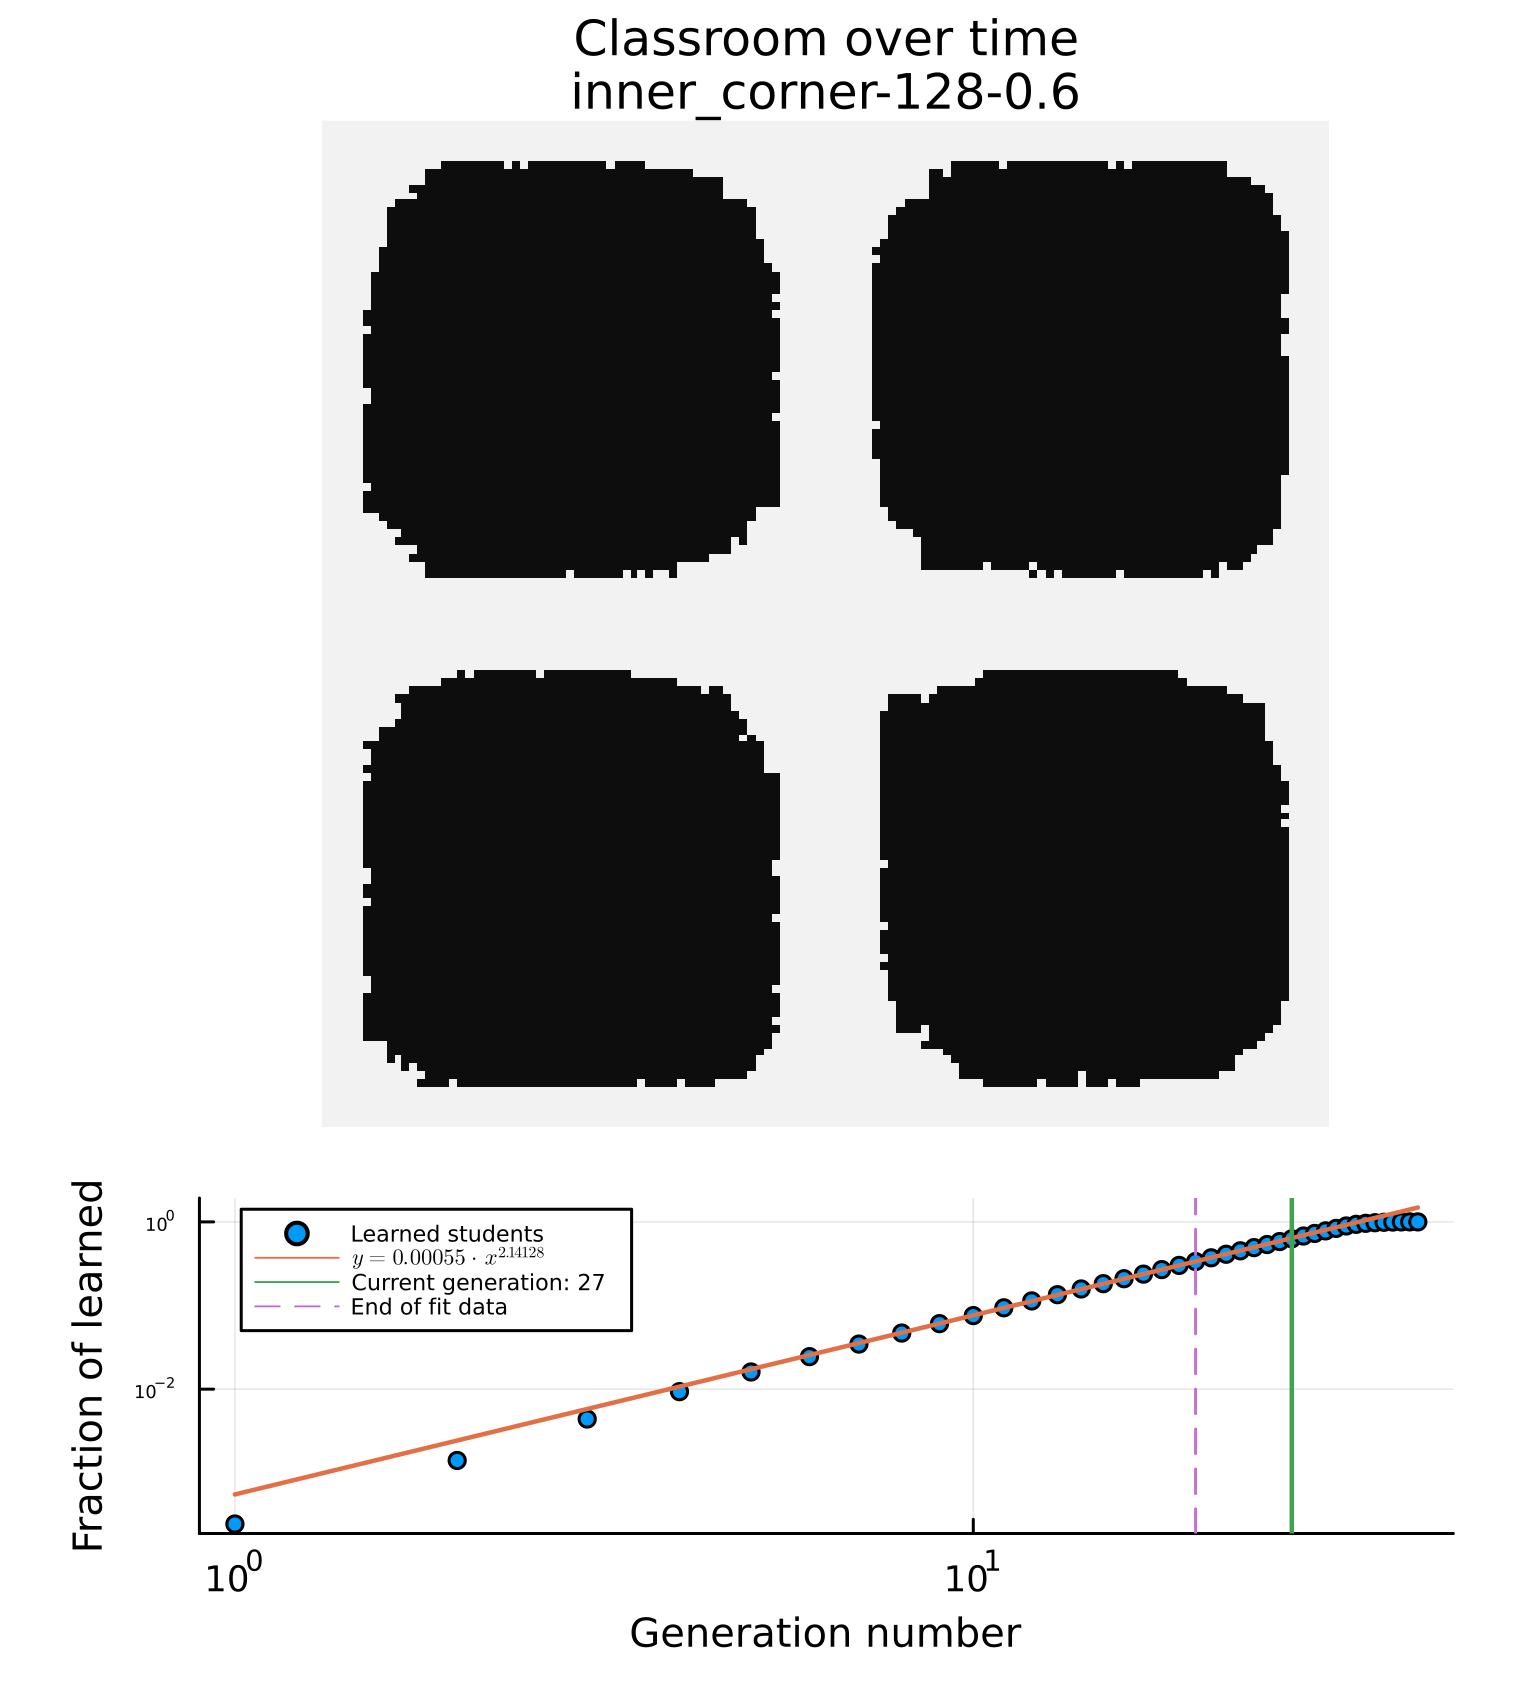 Classroom over time
inner_corner-128-0.6
Fraction of learned
10^0
10^-2
Learned students
y = 0.00055 · x^2.14128
Current generation: 27
End of fit data
10^0
10^1
Generation number